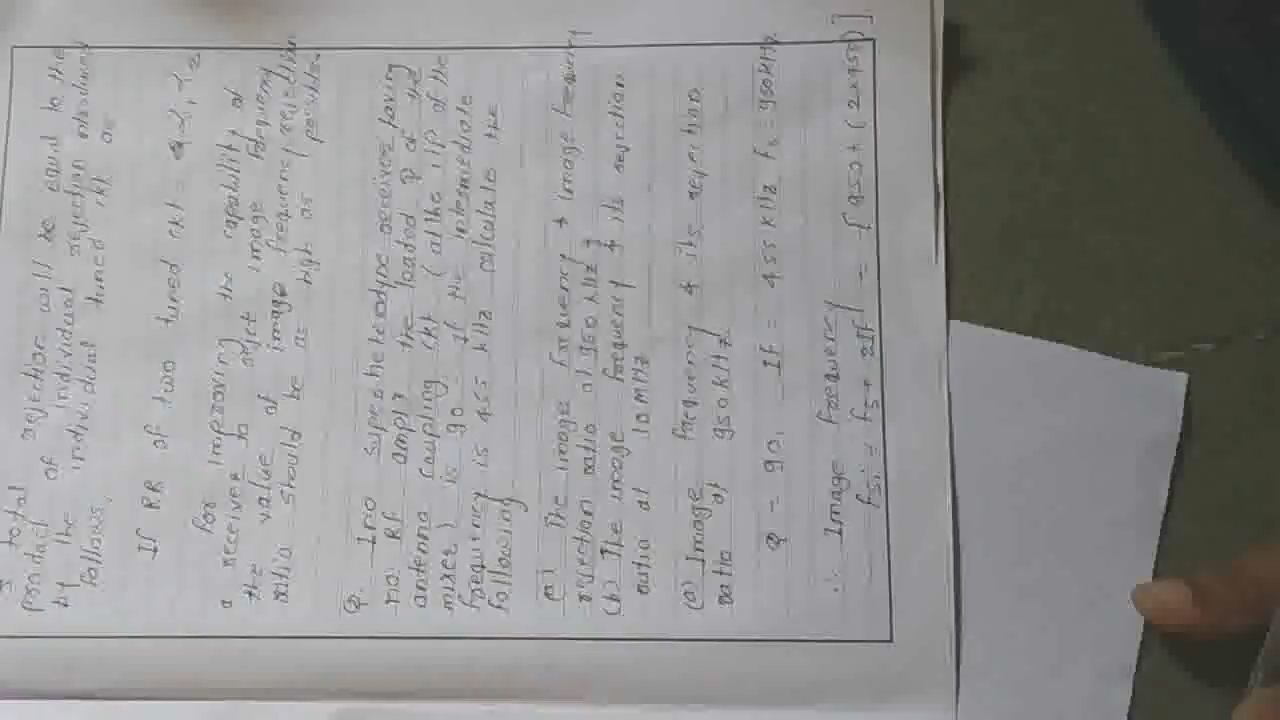 total
product of rejection will be equal to the
by the individual rejection
follows. individual tuned ckt as
If RR of two tuned ckt = α1, α2
For improving the capability of
a receiver to reject image frequency
the value of image frequency rejection
ratio should be as high as possible.
Q. In a superheterodyne receiver having
no RF amplr the loaded Q of the
antenna coupling ckt (at the i/P of the
mixer) is 90. If the intermediate
frequency is 455 kHz calculate the
following
(a) The image frequency & image frequency
rejection ratio at 950 kHz
(b) The image frequency & its rejection
ratio at 10 MHz
(a) Image frequency & its rejection
ratio at 950 kHz
Q = 90, IF = 455 kHz fs = 950 kHz
∴ Image frequency
fsi = fs + 2IF = [950 + (2x455)]